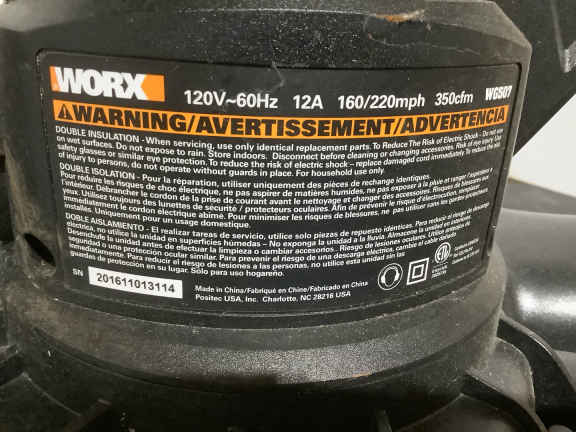 WORX 120V~60Hz 12A 160/220mph 350cfm WG507
WARNING/AVERTISSEMENT/ADVERTENCIA
DOUBLE INSULATION - When servicing, use only identical replacement parts. To Reduce The Risk of Electric Shock - Do not use
on wet surfaces. Do not expose to rain. Store indoors. Disconnect before cleaning or changing accessories. Risk of eye injury Use
safety glasses or similar eye protection. To reduce the risk of electric shock – replace damaged cord immediately To reduce the risk
of injury to persons, do not operate without guards in place. For household use only.
DOUBLE ISOLATION - Pour la réparation, utiliser uniquement des pièces de rechange identiques.
Pour réduire les risques de choc électrique, ne pas aspirer de matières humides, ne pas exposer à la pluie et ranger l'aspirateur à
l'intérieur. Débrancher le cordon de la prise de courant avant le nettoyage et changer des accessoires. Risques de blessures des
yeux. Utilisez toujours des lunettes de sécurité / protecteurs oculaires. Afin de prévenir le risque d'électrocution, remplacez
immédiatement le cordon électrique abîmé. Pour minimiser les risques de blessures, ne pas utiliser sans les gardes protecteurs
installés. Uniquement pour un usage domestique.
DOBLE AISLAMIENTO - El realizar tareas de servicio, utilice solo piezas de repuesto idénticas. Para reducir el riesgo de descarga
eléctrica, no utilice la unidad en superficies húmedas – No exponga la unidad a la lluvia. Almacene la unidad en interiores.
Desenchufe la unidad antes de efectuar la limpieza o cambiar accesorios. Riesgo de lesiones oculares. Utilice anteojos de
seguridad o una protección ocular similar. Para prevenir el riesgo de una descarga eléctrica, cambie el cable dañado
inmediatamente. Para reducir el riesgo de lesiones a las personas, no utilice esta unidad sin las
guardas de protección en su lugar. Sólo para uso hogareño.
SN 201611013114
Made in China/Fabriqué en Chine/Fabricado en China
Positec USA, Inc. Charlotte, NC 28216 USA